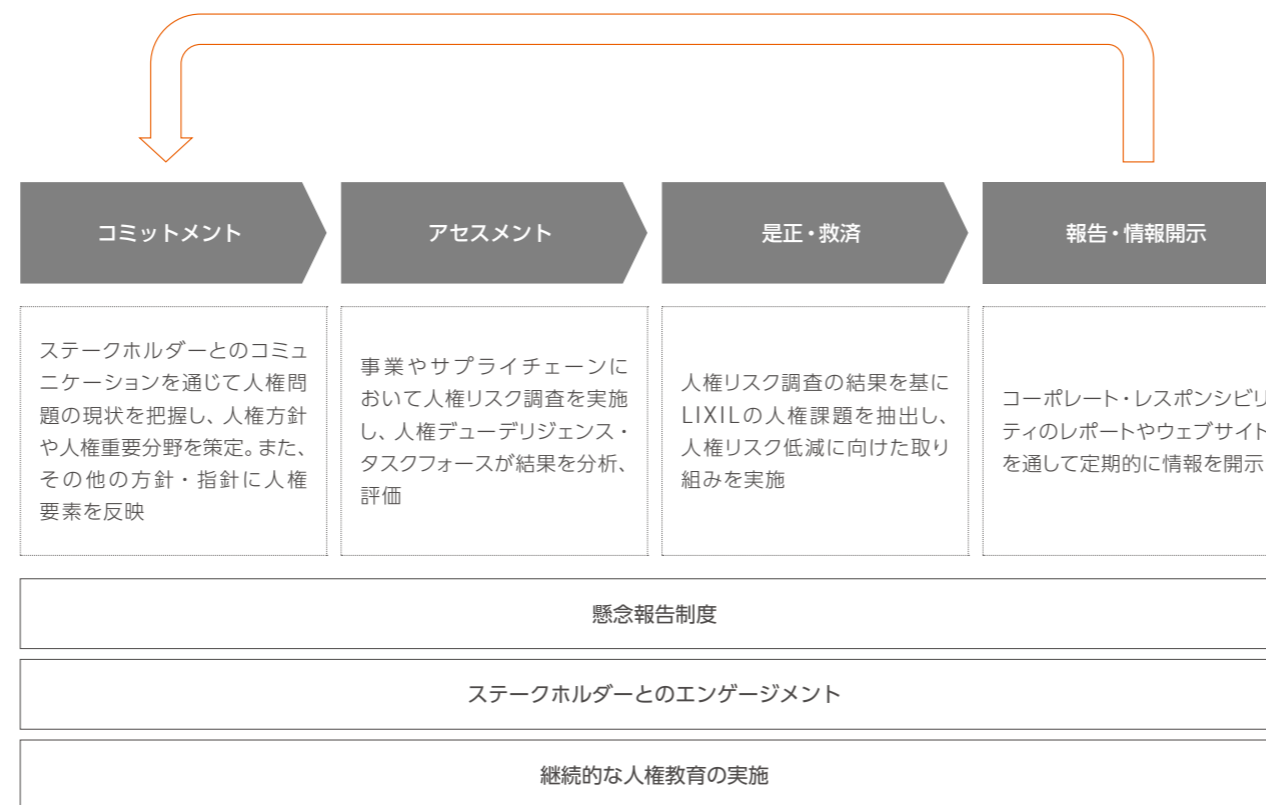 コミットメント
アセスメント
是正・救済
報告・情報開示
ステークホルダーとのコミュ
ニケーションを通じて人権問
題の現状を把握し、人権方針
や人権重要分野を策定。また、
その他の方針・指針に人権
要素を反映
事業やサプライチェーンに
おいて人権リスク調査を実施
し、人権デューデリジェンス・
タスクフォースが結果を分析、
評価
人権リスク調査の結果を基に
LIXILの人権課題を抽出し、
人権リスク低減に向けた取り
組みを実施
コーポレート・レスポンシビリ
ティのレポートやウェブサイト
を通して定期的に情報を開示
懸念報告制度
ステークホルダーとのエンゲージメント
継続的な人権教育の実施